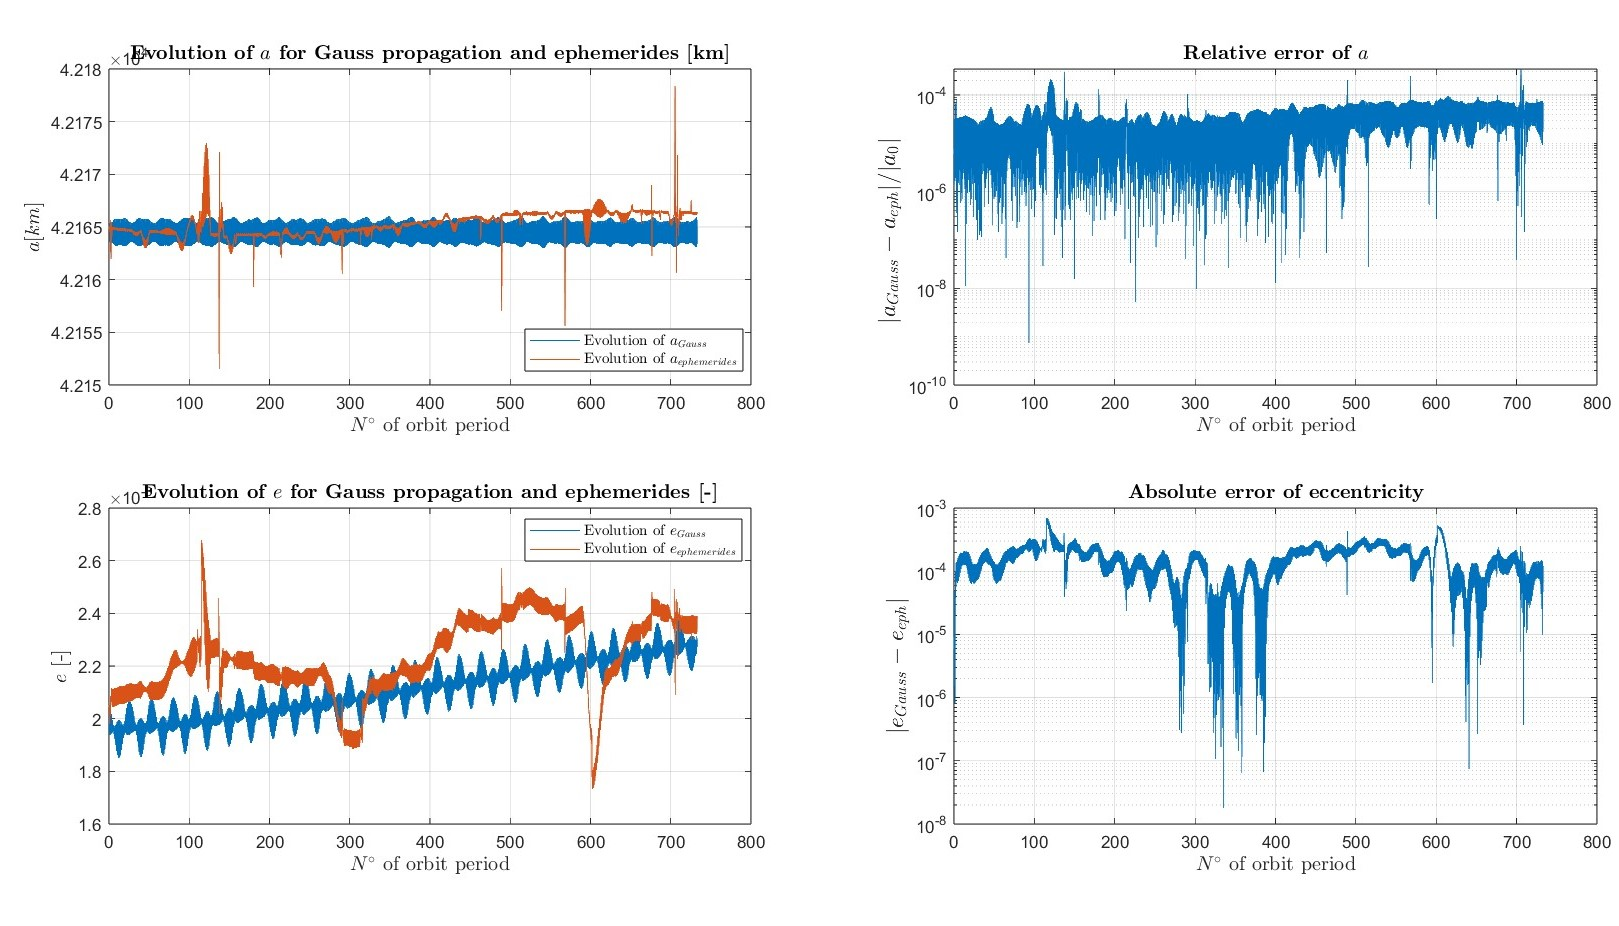 Evolution of a for Gauss propagation and ephemerides [km]
×10
4.218
4.2175
4.217
4.2165
4.216
4.2155
4.215
a[km]
Evolution of a_Gauss
Evolution of a_ephemerides
0 100 200 300 400 500 600 700 800
N° of orbit period
Relative error of a
10^-4
10^-6
10^-8
10^-10
|a_Gauss − a_eph|/|a_0|
0 100 200 300 400 500 600 700 800
N° of orbit period
Evolution of e for Gauss propagation and ephemerides [-]
×10
2.8
2.6
2.4
2.2
2
1.8
1.6
e [-]
Evolution of e_Gauss
Evolution of e_ephemerides
0 100 200 300 400 500 600 700 800
N° of orbit period
Absolute error of eccentricity
10^-3
10^-4
10^-5
10^-6
10^-7
10^-8
|e_Gauss − e_eph|
0 100 200 300 400 500 600 700 800
N° of orbit period